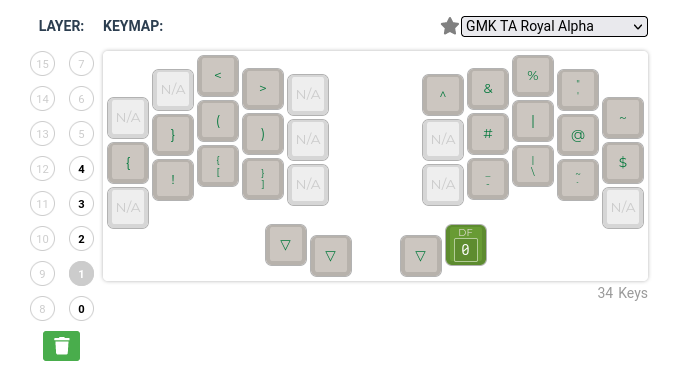 LAYER: KEYMAP: GMK TA Royal Alpha
15 7
14 6
13 5
12 4
11 3
10 2
9 1
8 0
N/A N/A < > N/A
{ } ( ) N/A
N/A ! { [ } ] N/A
▽ ▽
^ & % " ' ~
N/A # | @ $
N/A _ - | \ ~ ` N/A
▽ DF 0
34 Keys